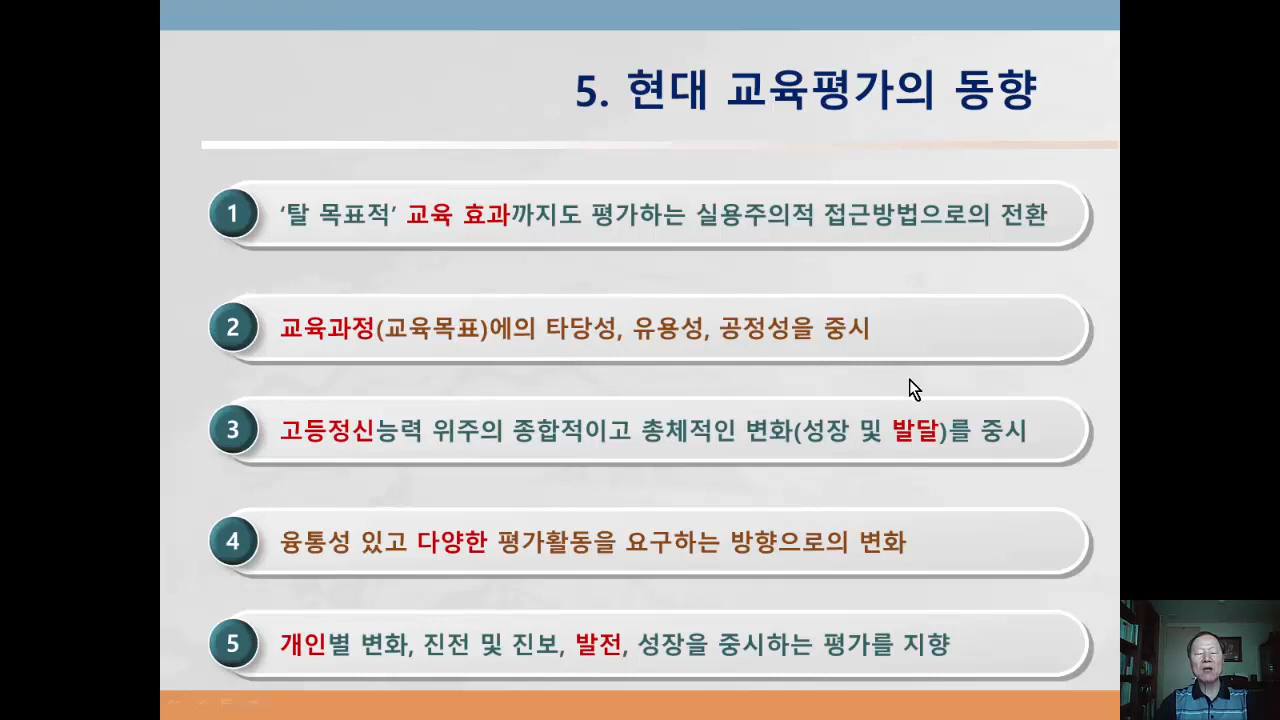 5. 현대 교육평가의 동향
1 ‘탈 목표적’ 교육 효과까지도 평가하는 실용주의적 접근방법으로의 전환
2 교육과정(교육목표)에의 타당성, 유용성, 공정성을 중시
3 고등정신능력 위주의 종합적이고 총체적인 변화(성장 및 발달)를 중시
4 융통성 있고 다양한 평가활동을 요구하는 방향으로의 변화
5 개인별 변화, 진전 및 진보, 발전, 성장을 중시하는 평가를 지향